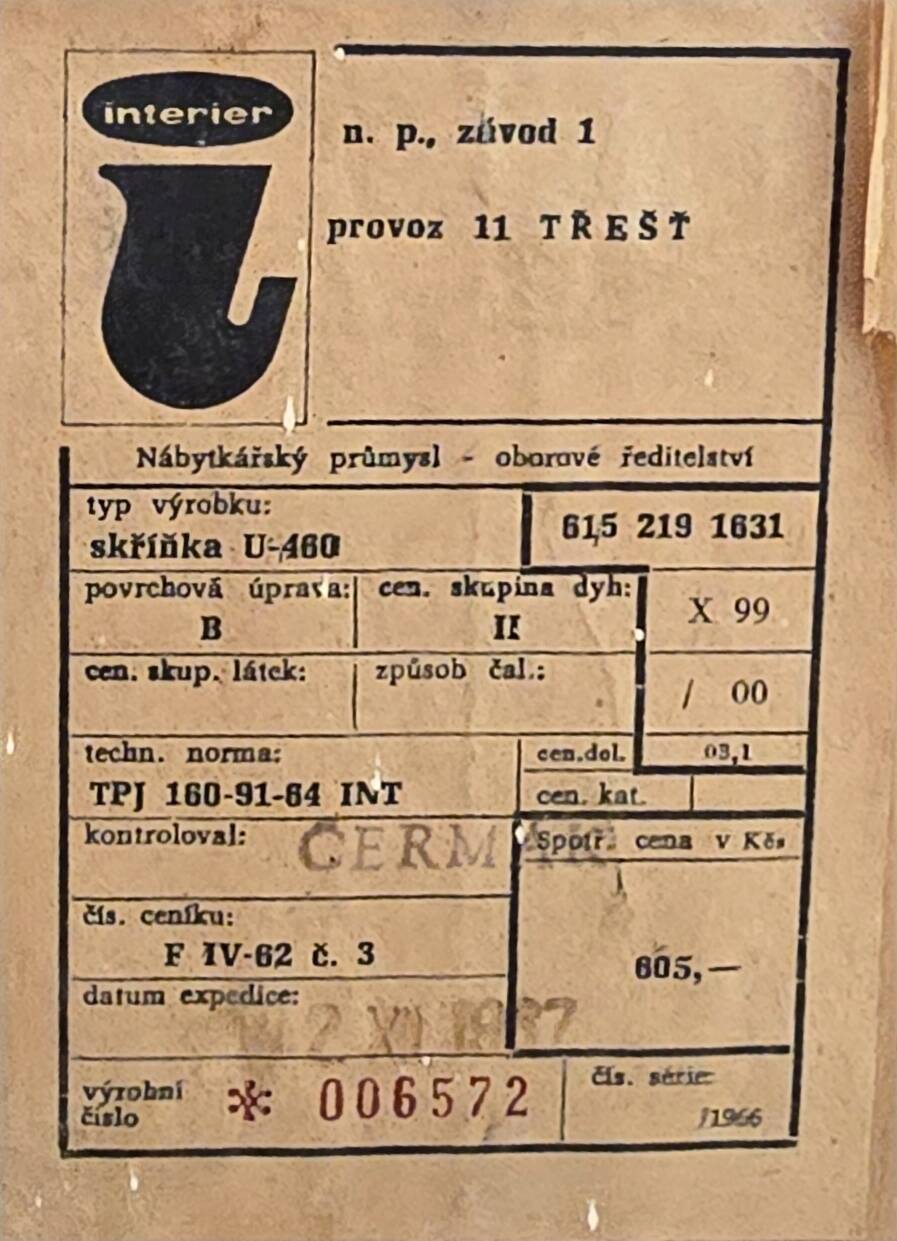 interier
n. p., závod 1
provoz 11 TŘEŠŤ
Nábytkářský průmysl - oborové ředitelství
typ výrobku:
skříňka U-460
615 219 1631
povrchová úprava:
B
cen. skupina dyh:
II
X 99
cen. skup. látek:
způsob čal.:
/ 00
techn. norma:
TPJ 160-91-64 INT
cen.dol.
03,1
cen. kat.
kontroloval:
Spotř. cena v Kčs
605,—
čís. ceníku:
F IV-62 č. 3
datum expedice:
výrobní
číslo
* 006572
čís. série:
/1966